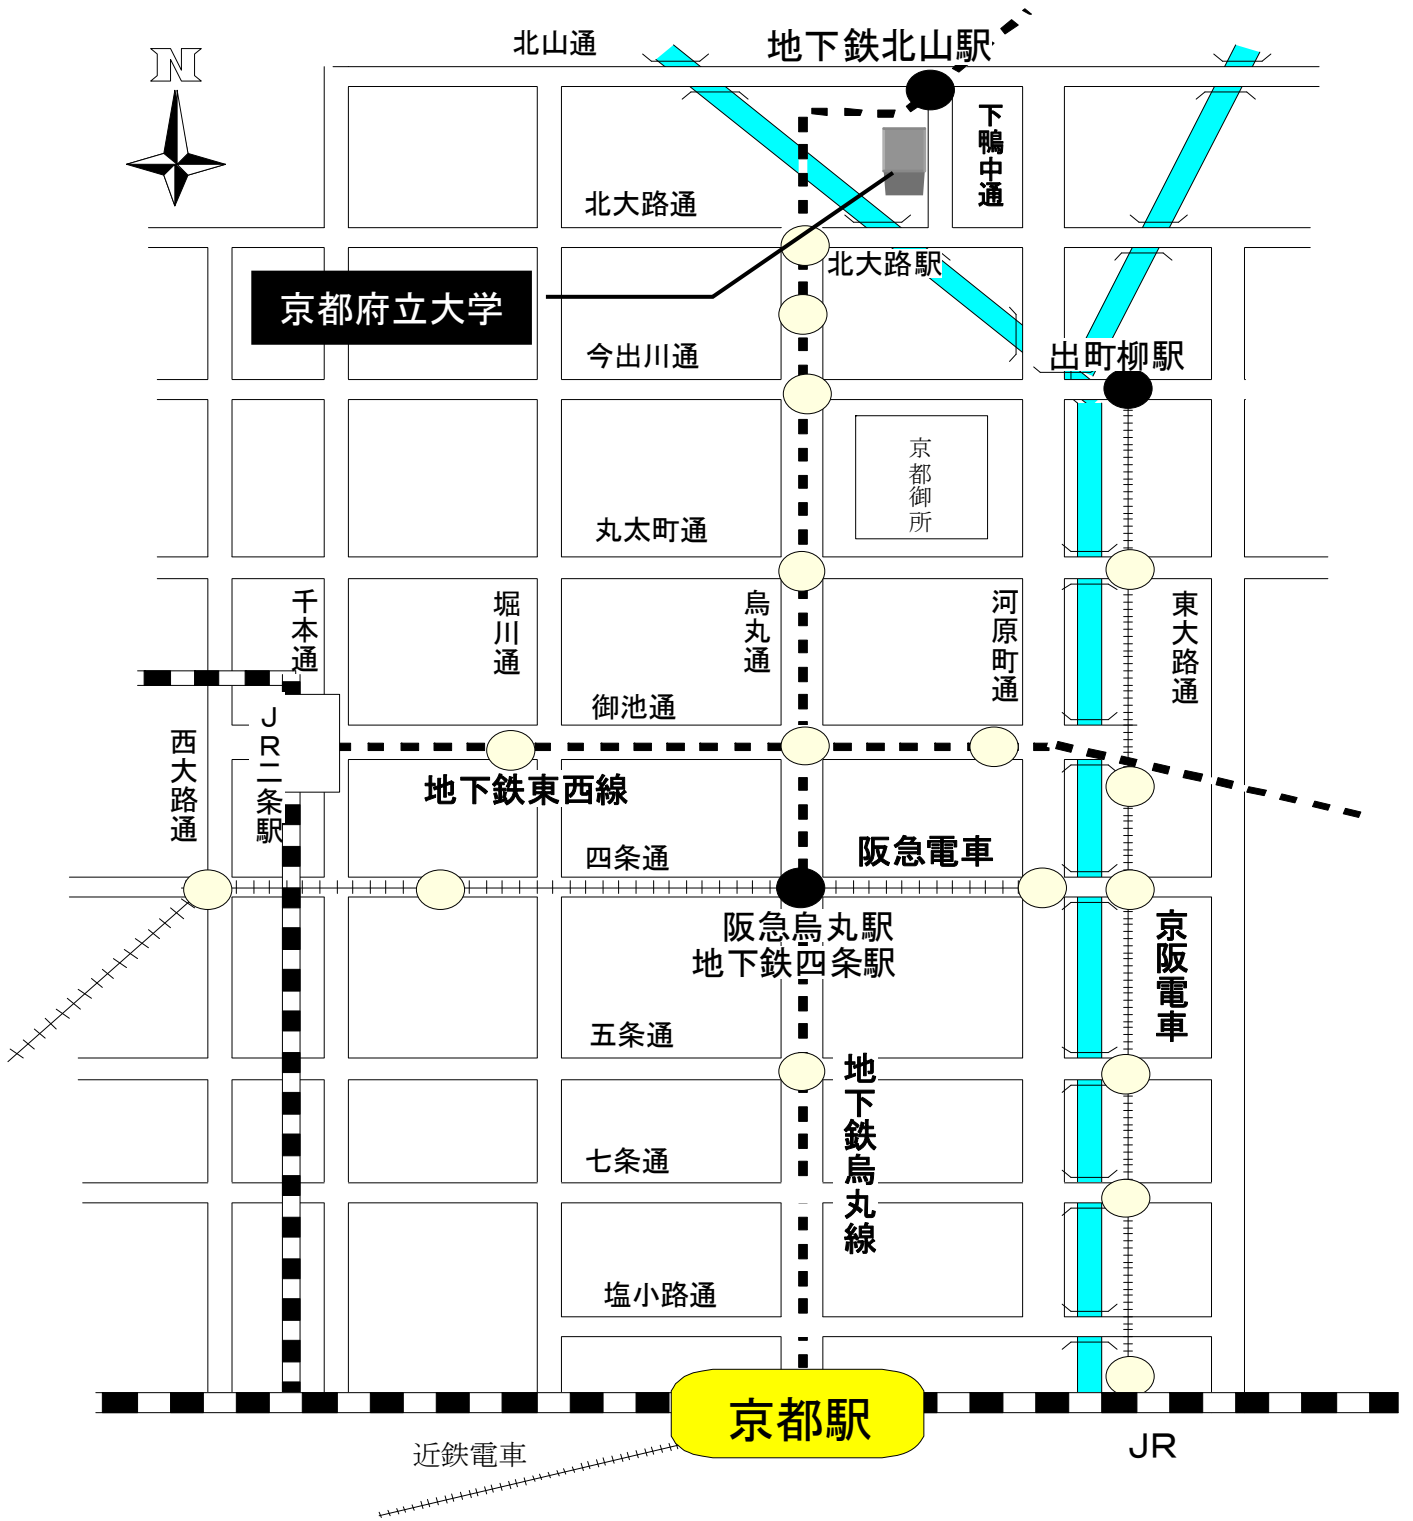 北山通
地下鉄北山駅
N
下鴨中通
北大路通
北大路駅
京都府立大学
今出川通
出町柳駅
京都御所
丸太町通
千本通
堀川通
烏丸通
河原町通
東大路通
御池通
西大路通
JR二条駅
地下鉄東西線
四条通
阪急電車
阪急烏丸駅
地下鉄四条駅
京阪電車
五条通
地下鉄烏丸線
七条通
塩小路通
京都駅
近鉄電車
JR